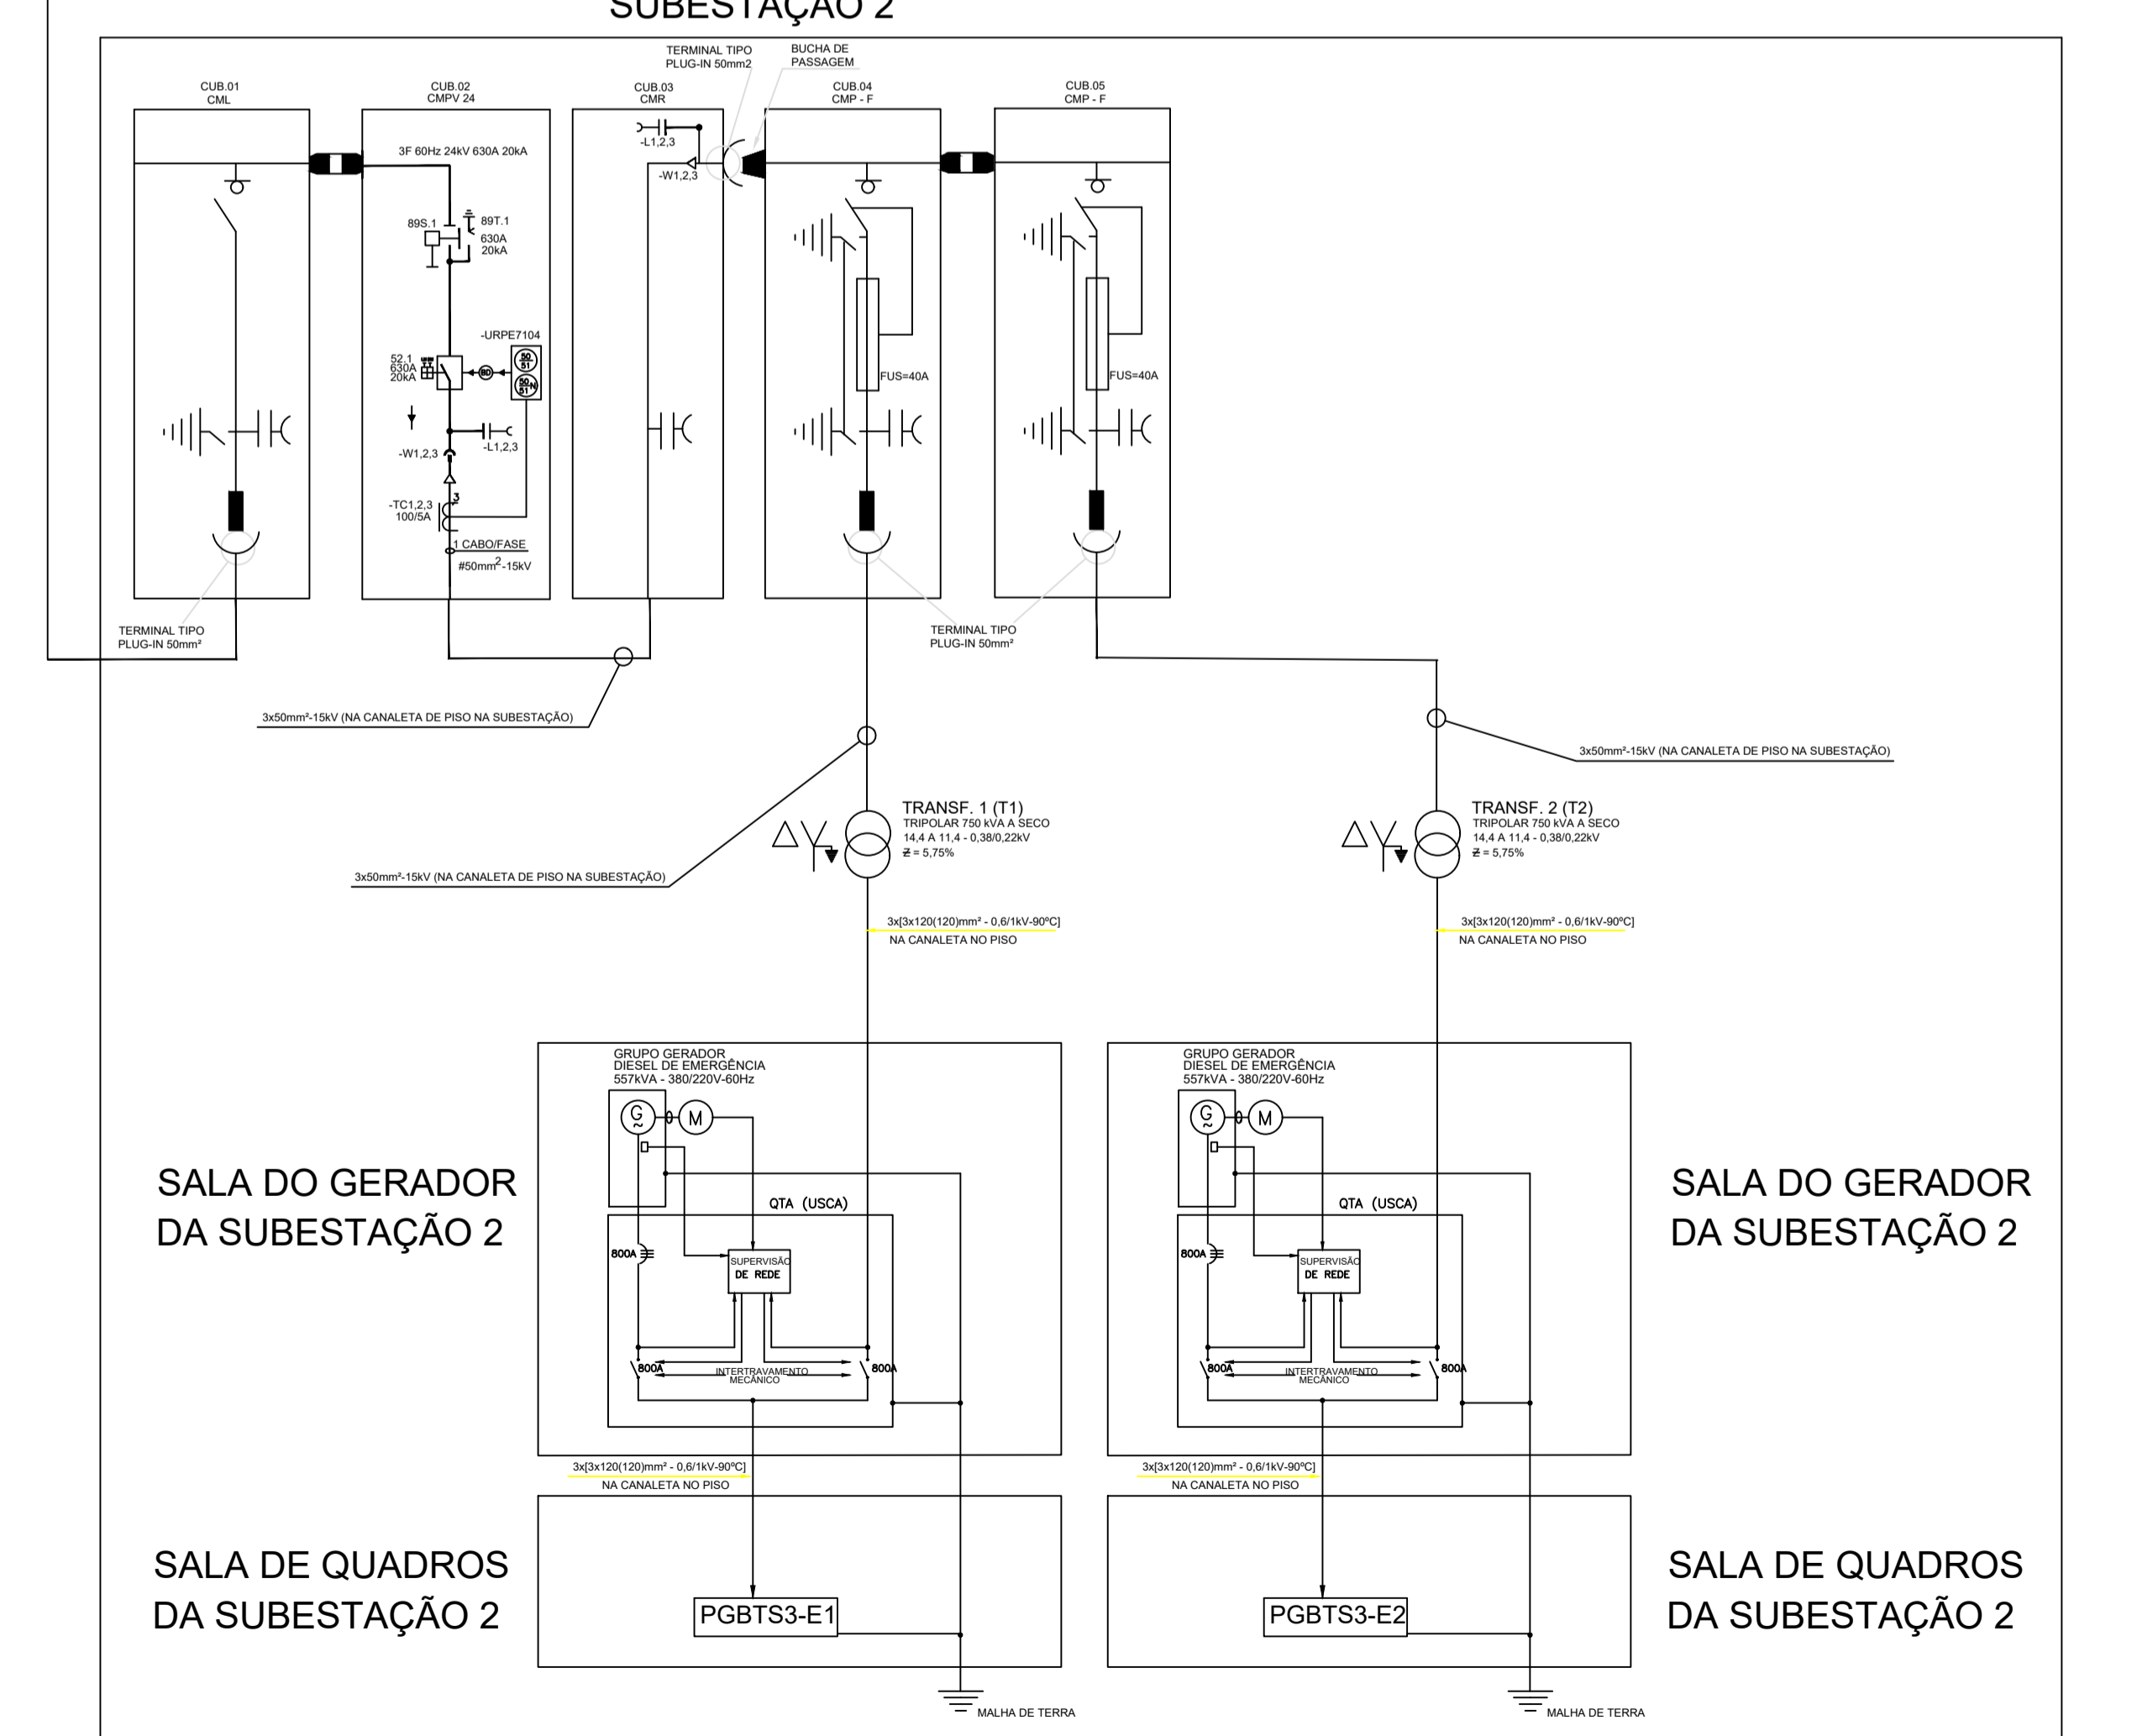 SUBESTAÇÃO 2
TERMINAL TIPO
PLUG-IN 50mm2
BUCHA DE
PASSAGEM
CUB.01
CML
CUB.02
CMPV 24
CUB.03
CMR
CUB.04
CMP - F
CUB.05
CMP - F
3F 60Hz 24kV 630A 20kA
-L1,2,3
-W1,2,3
89S.1
89T.1
630A
20kA
-URPE7104
52.1
630A
20kA
BD
50
51
50
51
N
FUS=40A
FUS=40A
-W1,2,3
-L1,2,3
-TC1,2,3
100/5A
3
1 CABO/FASE
#50mm²-15kV
TERMINAL TIPO
PLUG-IN 50mm²
TERMINAL TIPO
PLUG-IN 50mm²
3x50mm²-15kV (NA CANALETA DE PISO NA SUBESTAÇÃO)
3x50mm²-15kV (NA CANALETA DE PISO NA SUBESTAÇÃO)
TRANSF. 1 (T1)
TRIPOLAR 750 kVA A SECO
14,4 A 11,4 - 0,38/0,22kV
Z = 5,75%
TRANSF. 2 (T2)
TRIPOLAR 750 kVA A SECO
14,4 A 11,4 - 0,38/0,22kV
Z = 5,75%
3x50mm²-15kV (NA CANALETA DE PISO NA SUBESTAÇÃO)
3x[3x120(120)mm² - 0,6/1kV-90ºC]
NA CANALETA NO PISO
3x[3x120(120)mm² - 0,6/1kV-90ºC]
NA CANALETA NO PISO
GRUPO GERADOR
DIESEL DE EMERGÊNCIA
557kVA - 380/220V-60Hz
G
~
M
GRUPO GERADOR
DIESEL DE EMERGÊNCIA
557kVA - 380/220V-60Hz
G
~
M
SALA DO GERADOR
DA SUBESTAÇÃO 2
QTA (USCA)
800A
SUPERVISÃO
DE REDE
800A
INTERTRAVAMENTO
MECÂNICO
800A
QTA (USCA)
800A
SUPERVISÃO
DE REDE
800A
INTERTRAVAMENTO
MECÂNICO
800A
SALA DO GERADOR
DA SUBESTAÇÃO 2
3x[3x120(120)mm² - 0,6/1kV-90ºC]
NA CANALETA NO PISO
3x[3x120(120)mm² - 0,6/1kV-90ºC]
NA CANALETA NO PISO
SALA DE QUADROS
DA SUBESTAÇÃO 2
PGBTS3-E1
PGBTS3-E2
SALA DE QUADROS
DA SUBESTAÇÃO 2
MALHA DE TERRA
MALHA DE TERRA